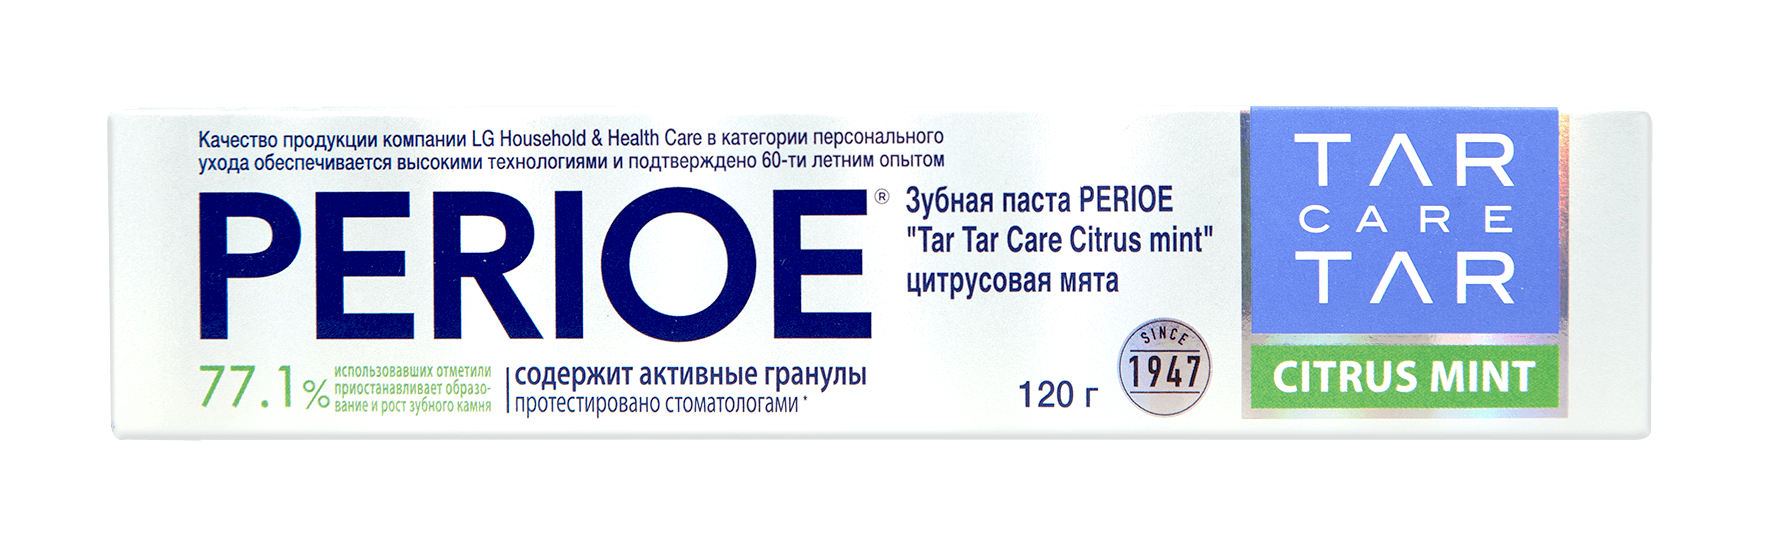 Качество продукции компании LG Household & Health Care в категории персонального
ухода обеспечивается высокими технологиями и подтверждено 60-ти летним опытом
PERIOE®
Зубная паста PERIOE
"Tar Tar Care Citrus mint"
цитрусовая мята
77.1%
использовавших отметили
приостанавливает образо-
вание и рост зубного камня
содержит активные гранулы
протестировано стоматологами*
120 г
SINCE
1947
TAR
CARE
TAR
CITRUS MINT